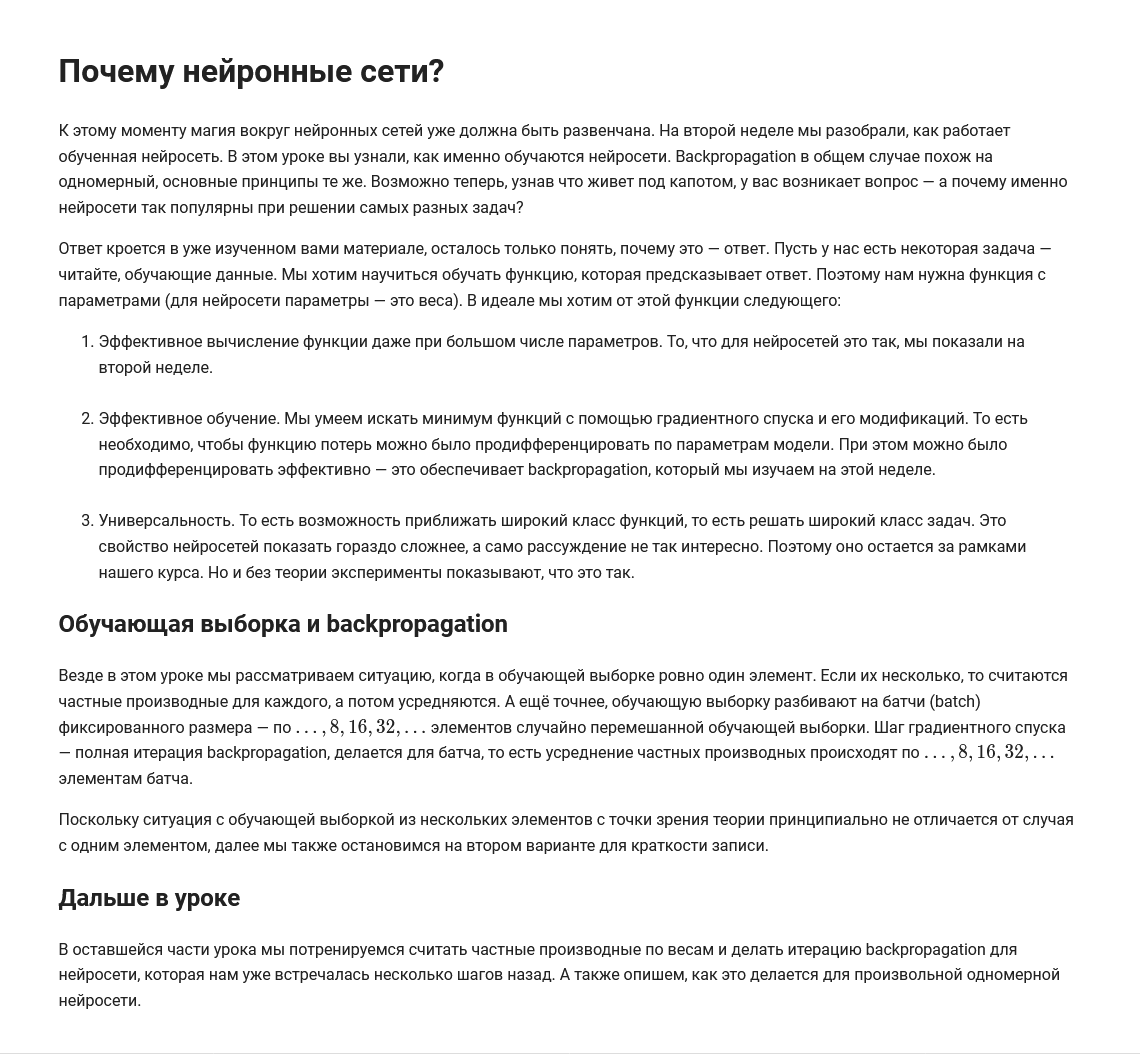 Почему нейронные сети?
К этому моменту магия вокруг нейронных сетей уже должна быть развенчана. На второй неделе мы разобрали, как работает
обученная нейросеть. В этом уроке вы узнали, как именно обучаются нейросети. Backpropagation в общем случае похож на
одномерный, основные принципы те же. Возможно теперь, узнав что живет под капотом, у вас возникает вопрос — а почему именно
нейросети так популярны при решении самых разных задач?
Ответ кроется в уже изученном вами материале, осталось только понять, почему это — ответ. Пусть у нас есть некоторая задача —
читайте, обучающие данные. Мы хотим научиться обучать функцию, которая предсказывает ответ. Поэтому нам нужна функция с
параметрами (для нейросети параметры — это веса). В идеале мы хотим от этой функции следующего:
1. Эффективное вычисление функции даже при большом числе параметров. То, что для нейросетей это так, мы показали на
второй неделе.
2. Эффективное обучение. Мы умеем искать минимум функций с помощью градиентного спуска и его модификаций. То есть
необходимо, чтобы функцию потерь можно было продифференцировать по параметрам модели. При этом можно было
продифференцировать эффективно — это обеспечивает backpropagation, который мы изучаем на этой неделе.
3. Универсальность. То есть возможность приближать широкий класс функций, то есть решать широкий класс задач. Это
свойство нейросетей показать гораздо сложнее, а само рассуждение не так интересно. Поэтому оно остается за рамками
нашего курса. Но и без теории эксперименты показывают, что это так.
Обучающая выборка и backpropagation
Везде в этом уроке мы рассматриваем ситуацию, когда в обучающей выборке ровно один элемент. Если их несколько, то считаются
частные производные для каждого, а потом усредняются. А ещё точнее, обучающую выборку разбивают на батчи (batch)
фиксированного размера — по ..., 8, 16, 32, ... элементов случайно перемешанной обучающей выборки. Шаг градиентного спуска
— полная итерация backpropagation, делается для батча, то есть усреднение частных производных происходят по ..., 8, 16, 32, ...
элементам батча.
Поскольку ситуация с обучающей выборкой из нескольких элементов с точки зрения теории принципиально не отличается от случая
с одним элементом, далее мы также остановимся на втором варианте для краткости записи.
Дальше в уроке
В оставшейся части урока мы потренируемся считать частные производные по весам и делать итерацию backpropagation для
нейросети, которая нам уже встречалась несколько шагов назад. А также опишем, как это делается для произвольной одномерной
нейросети.